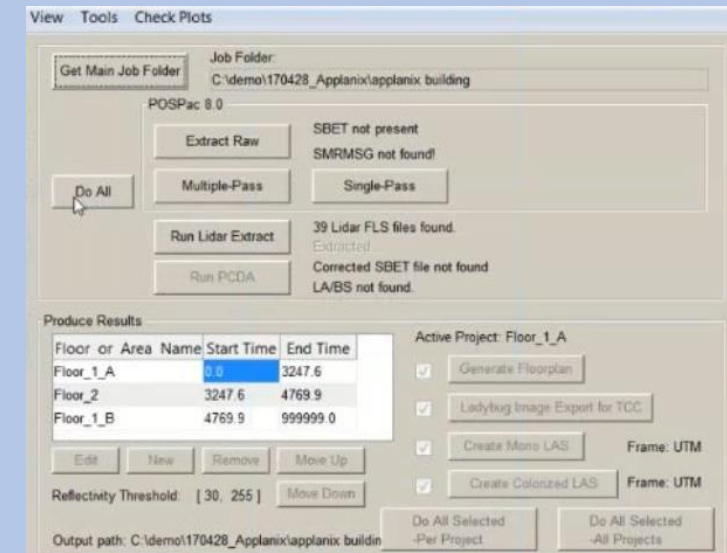 View Tools Check Plots
Get Main Job Folder
Job Folder:
C:\demo\170428_Applanix\applanix building
POSPac 8.0
Extract Raw
SBET not present
SMRMSG not found!
Do All
Multiple-Pass
Single-Pass
Run Lidar Extract
39 Lidar FLS files found.
Extracted
Run PCDA
Corrected SBET file not found
LA/BS not found.
Produce Results
Floor or Area Name Start Time End Time
Floor_1_A 0.0 3247.6
Floor_2 3247.6 4769.9
Floor_1_B 4769.9 999999.0
Edit New Remove Move Up
Reflectivity Threshold: [ 30, 255 ] Move Down
Output path: C:\demo\170428_Applanix\applanix buildin
Active Project: Floor_1_A
Generate Floorplan
Ladybug Image Export for TCC
Create Mono LAS Frame: UTM
Create Colorized LAS Frame: UTM
Do All Selected
-Per Project
Do All Selected
-All Projects